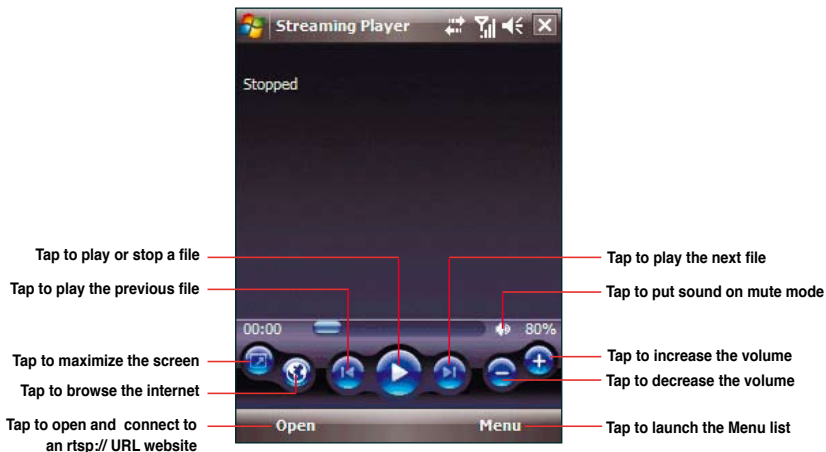 Streaming Player
Stopped
Tap to play or stop a file
Tap to play the previous file
Tap to maximize the screen
Tap to browse the internet
Tap to open and connect to
an rtsp:// URL website
00:00
80%
Open
Menu
Tap to play the next file
Tap to put sound on mute mode
Tap to increase the volume
Tap to decrease the volume
Tap to launch the Menu list